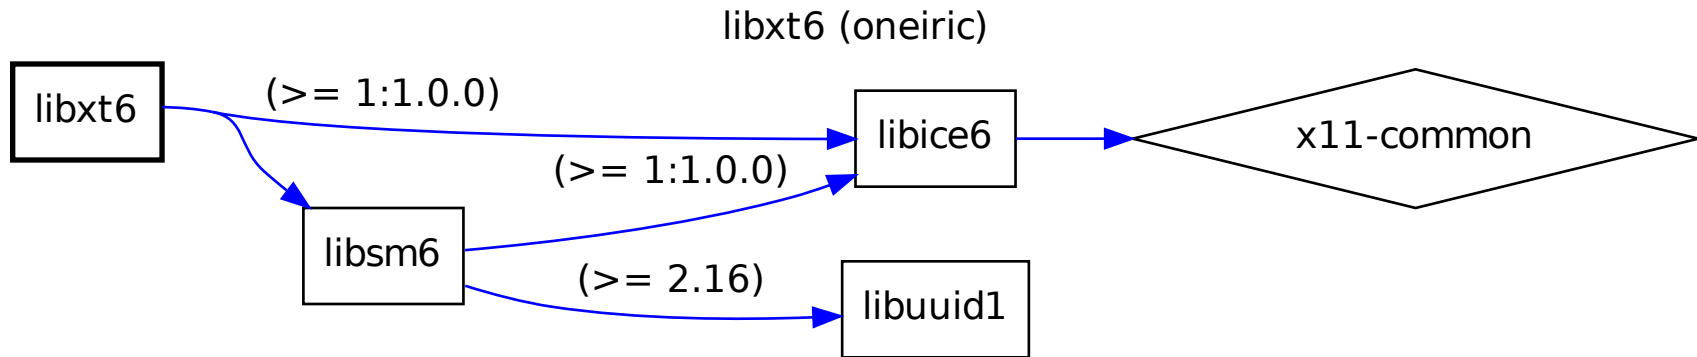 libxt6 (oneiric)
libxt6
(>= 1:1.0.0)
libice6
x11-common
(>= 1:1.0.0)
libsm6
(>= 2.16)
libuuid1